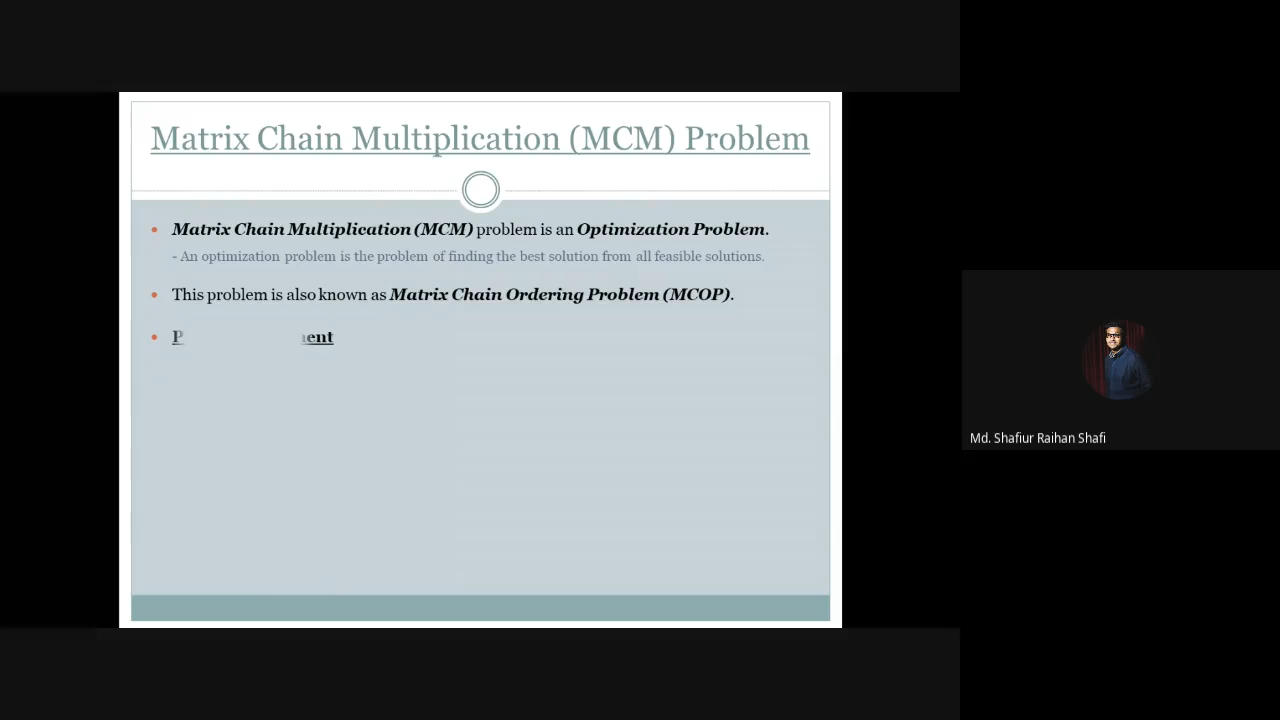 Matrix Chain Multiplication (MCM) Problem
Matrix Chain Multiplication (MCM) problem is an Optimization Problem.
- An optimization problem is the problem of finding the best solution from all feasible solutions.
This problem is also known as Matrix Chain Ordering Problem (MCOP).
Md. Shafiur Raihan Shafi